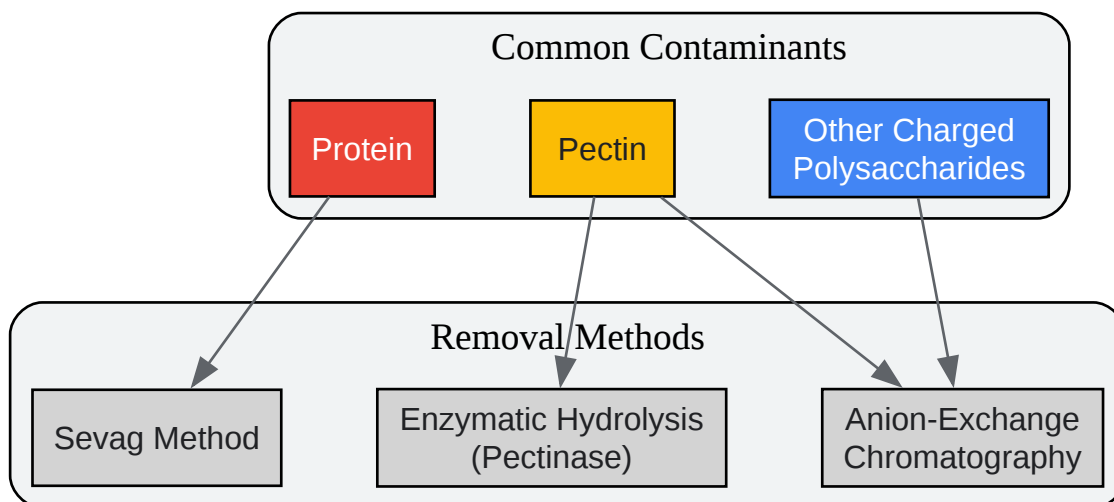 Common Contaminants
Protein
Pectin
Other Charged
Polysaccharides
Removal Methods
Sevag Method
Enzymatic Hydrolysis
(Pectinase)
Anion-Exchange
Chromatography